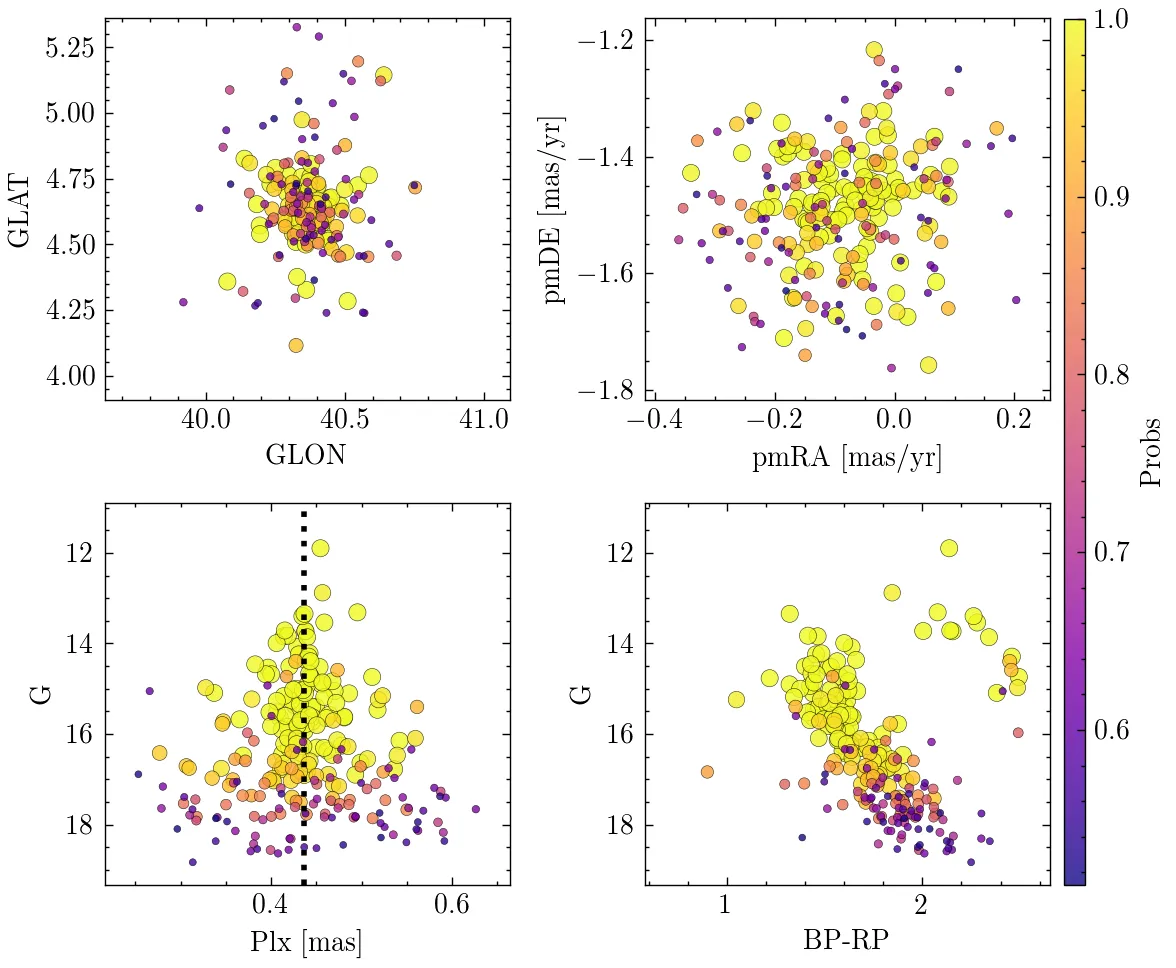 5.25
5.00
4.75
4.50
4.25
4.00
GLAT
40.0 40.5 41.0
GLON
−1.2
−1.4
−1.6
−1.8
pmDE [mas/yr]
−0.4 −0.2 0.0 0.2
pmRA [mas/yr]
12
14
16
18
G
0.4 0.6
Plx [mas]
12
14
16
18
G
1 2
BP-RP
1.0
0.9
0.8
0.7
0.6
Probs